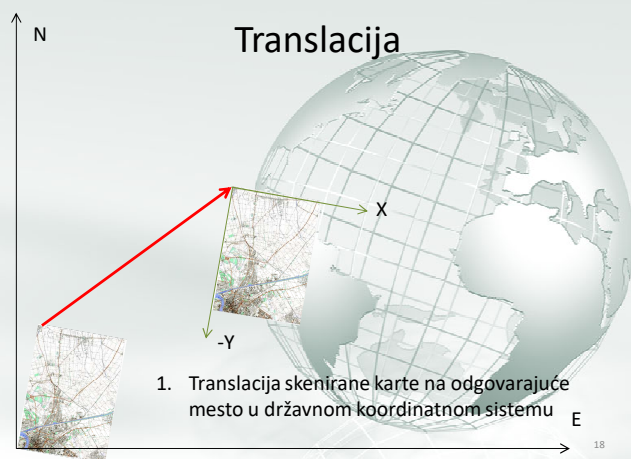 N
Translacija
X
-Y
1. Translacija skenirane karte na odgovarajuće
mesto u državnom koordinatnom sistemu
E
18